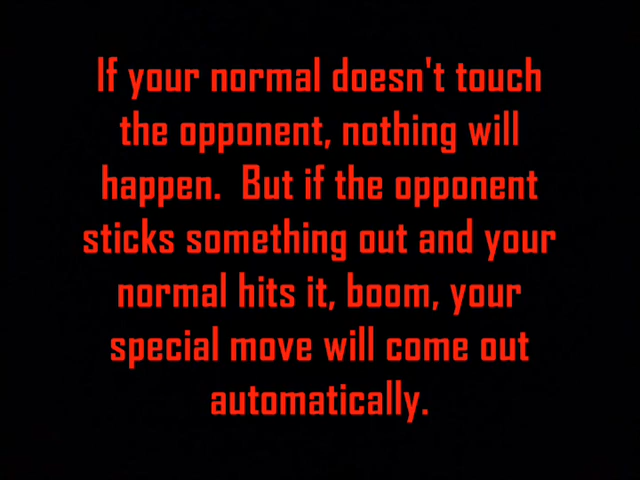 If your normal doesn't touch
the opponent, nothing will
happen.  But if the opponent
sticks something out and your
normal hits it, boom, your
special move will come out
automatically.